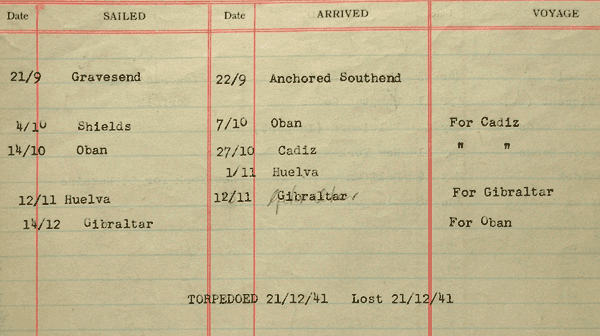 Date SAILED Date ARRIVED VOYAGE
21/9 Gravesend 22/9 Anchored Southend
4/10 Shields 7/10 Oban For Cadiz
14/10 Oban 27/10 Cadiz " "
1/11 Huelva
12/11 Huelva 12/11 Gibraltar For Gibraltar
14/12 Gibraltar For Oban
TORPEDOED 21/12/41 Lost 21/12/41